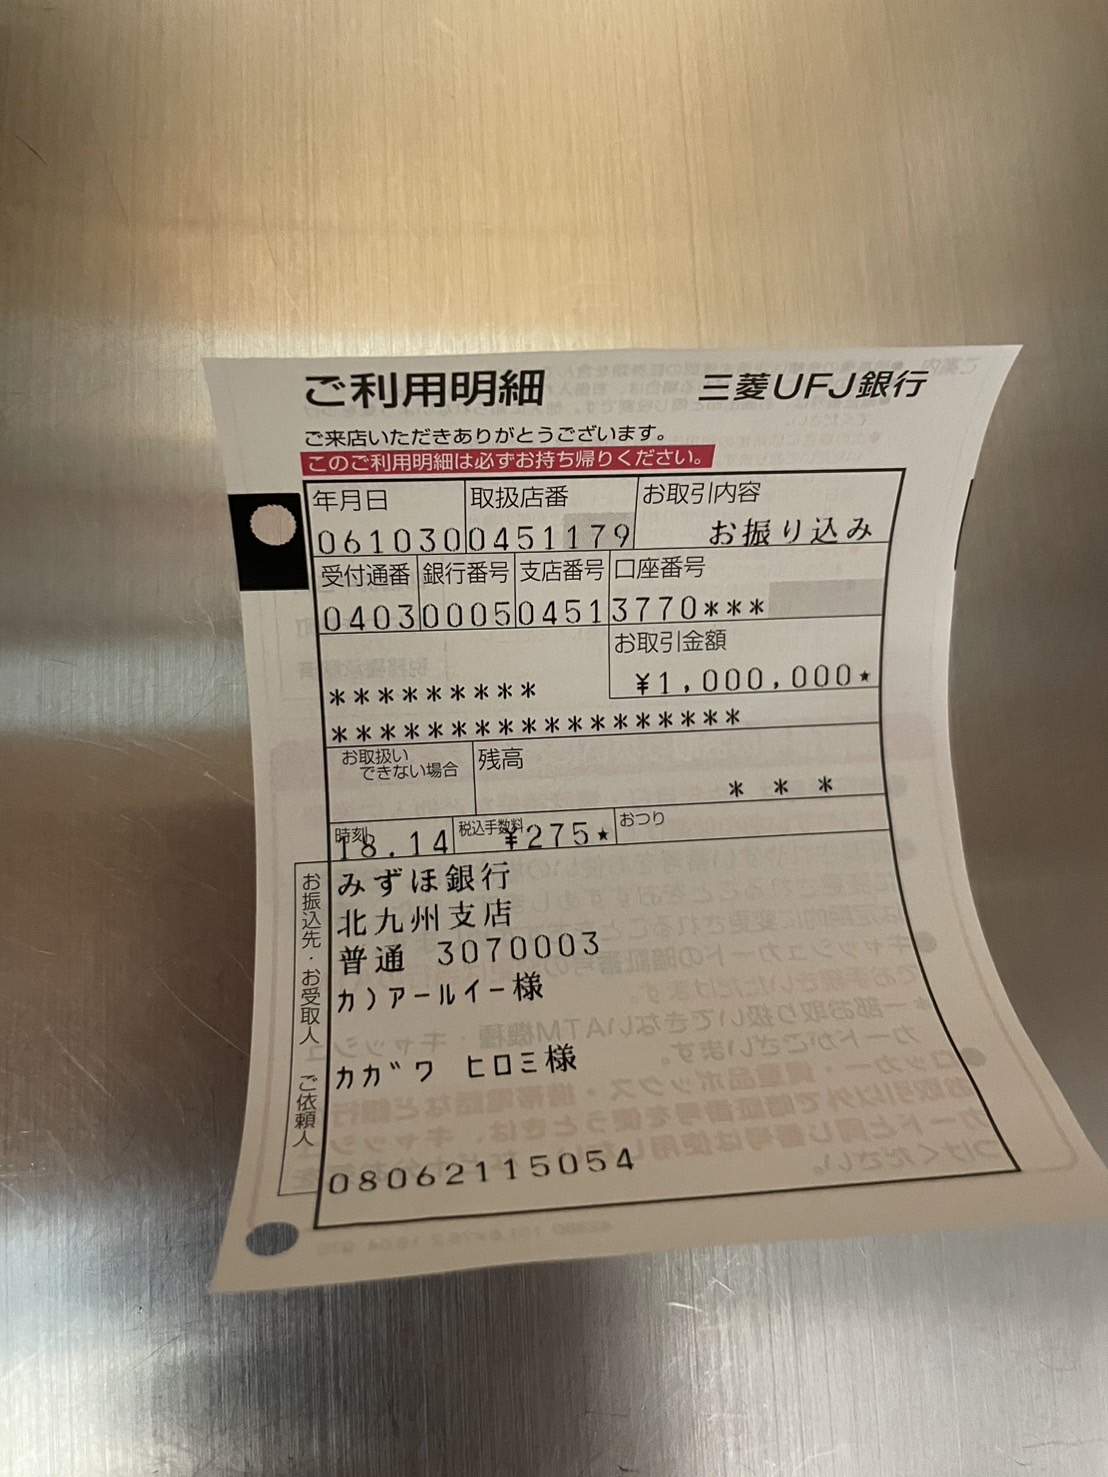 ご利用明細 三菱UFJ銀行
ご来店いただきありがとうございます。
このご利用明細は必ずお持ち帰りください。
年月日 取扱店番 お取引内容
061030 0451179 お振り込み
受付通番 銀行番号 支店番号 口座番号
0403 0005 0451 3770***
お取引金額
¥1,000,000★
*********
******************
お取扱いできない場合 残高
* * *
時刻 税込手数料 おつり
18.14 ¥275★
お振込先・お受取人 ご依頼人
みずほ銀行
北九州支店
普通 3070003
カ)アールイー様
カガワ ヒロミ様
08062115054